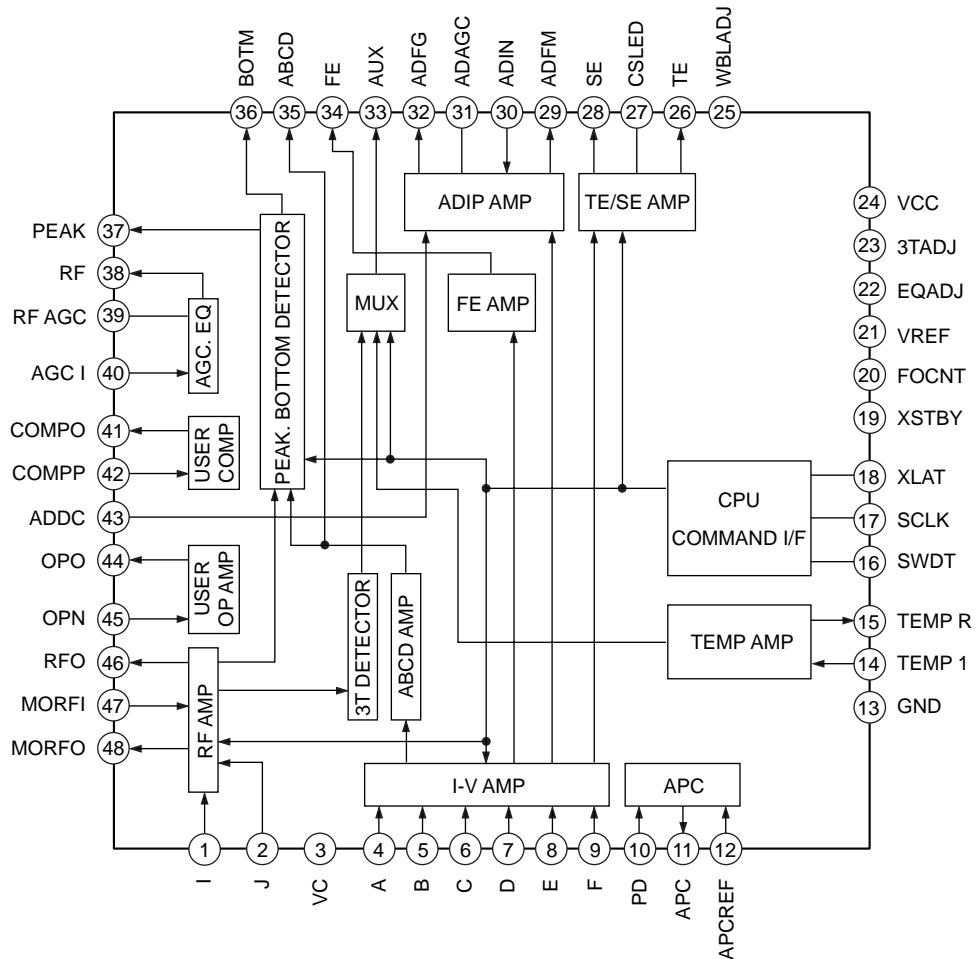 BOTM
ABCD
FE
AUX
ADFG
ADAGC
ADIN
ADFM
SE
CSLED
TE
WBLADJ
36
35
34
33
32
31
30
29
28
27
26
25
ADIP AMP
TE/SE AMP
PEAK 37
RF 38
RF AGC 39
AGC I 40
COMPO 41
COMPP 42
ADDC 43
OPO 44
OPN 45
RFO 46
MORFI 47
MORFO 48
AGC. EQ
USER
COMP
USER
OP AMP
RF AMP
PEAK. BOTTOM DETECTOR
MUX
FE AMP
3T DETECTOR
ABCD AMP
I-V AMP
APC
CPU
COMMAND I/F
TEMP AMP
24 VCC
23 3TADJ
22 EQADJ
21 VREF
20 FOCNT
19 XSTBY
18 XLAT
17 SCLK
16 SWDT
15 TEMP R
14 TEMP 1
13 GND
1
2
3
4
5
6
7
8
9
10
11
12
I
J
VC
A
B
C
D
E
F
PD
APC
APCREF